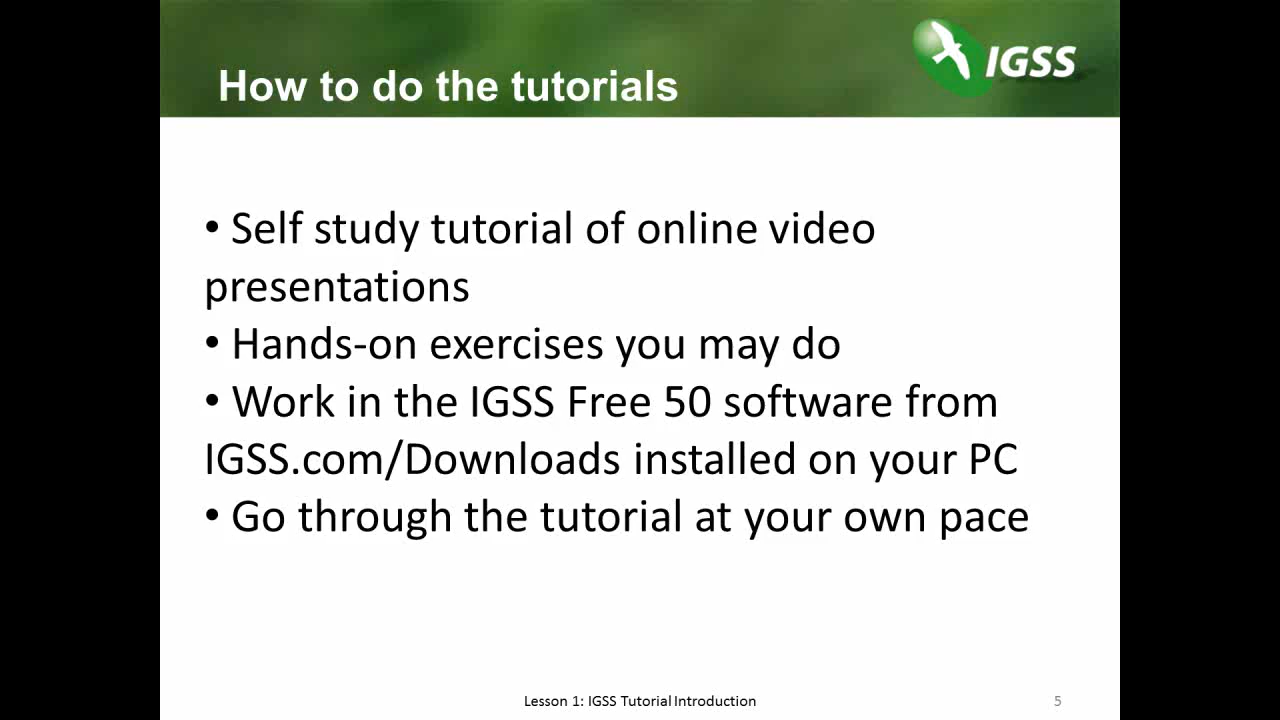 How to do the tutorials
IGSS
• Self study tutorial of online video
presentations
• Hands-on exercises you may do
• Work in the IGSS Free 50 software from
IGSS.com/Downloads installed on your PC
• Go through the tutorial at your own pace
Lesson 1: IGSS Tutorial Introduction
5